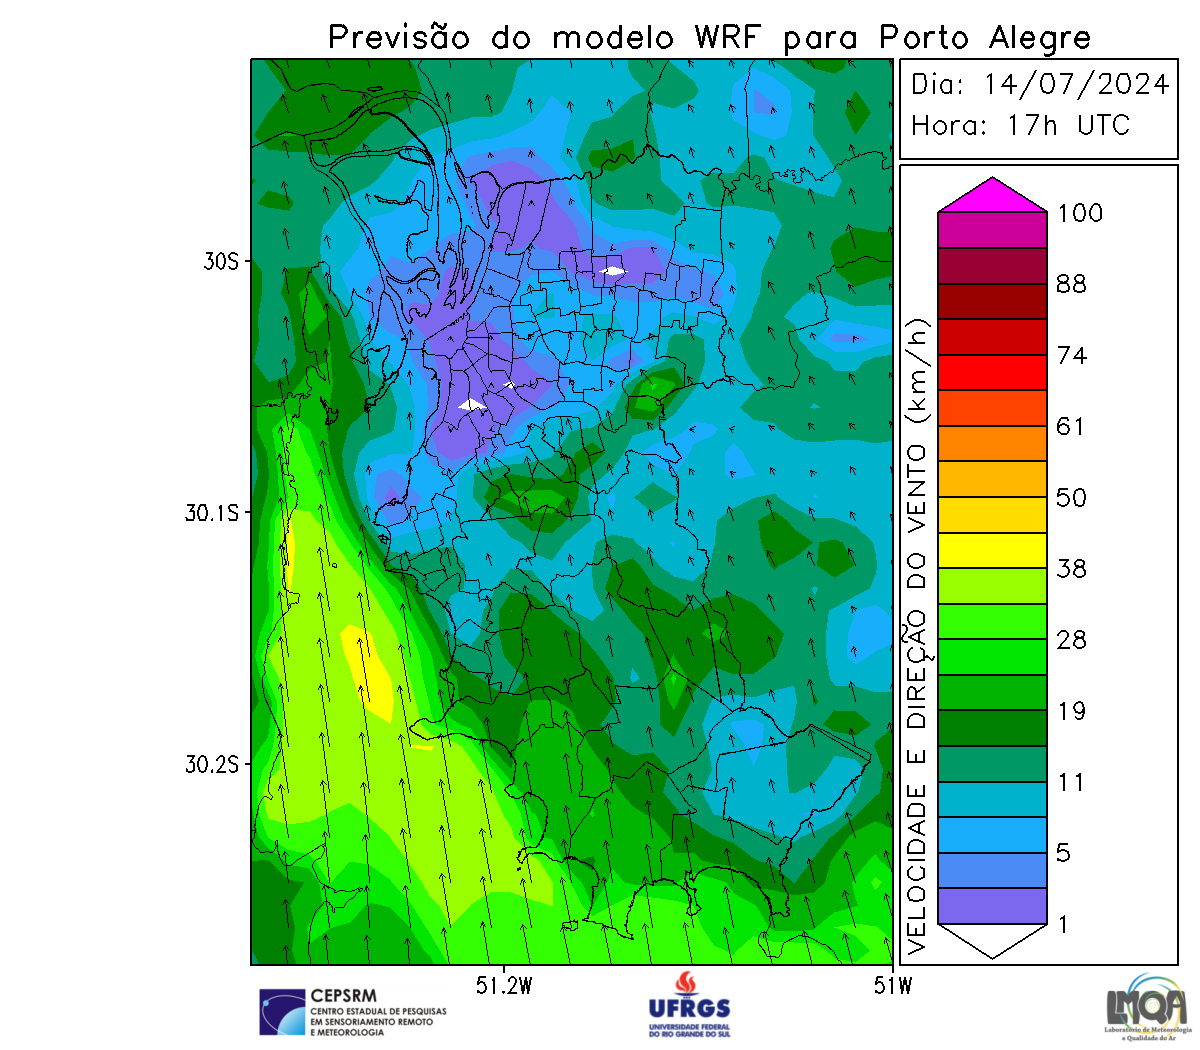 Previsão do modelo WRF para Porto Alegre
Dia: 14/07/2024
Hora: 17h UTC
30S
30.1S
30.2S
51.2W
51W
VELOCIDADE E DIREÇÃO DO VENTO (km/h)
100
88
74
61
50
38
28
19
11
5
1
CEPSRM
CENTRO ESTADUAL DE PESQUISAS
EM SENSORIAMENTO REMOTO
E METEOROLOGIA
UFRGS
UNIVERSIDADE FEDERAL
DO RIO GRANDE DO SUL
LMQA
Laboratório de Meteorologia
e Qualidade do Ar